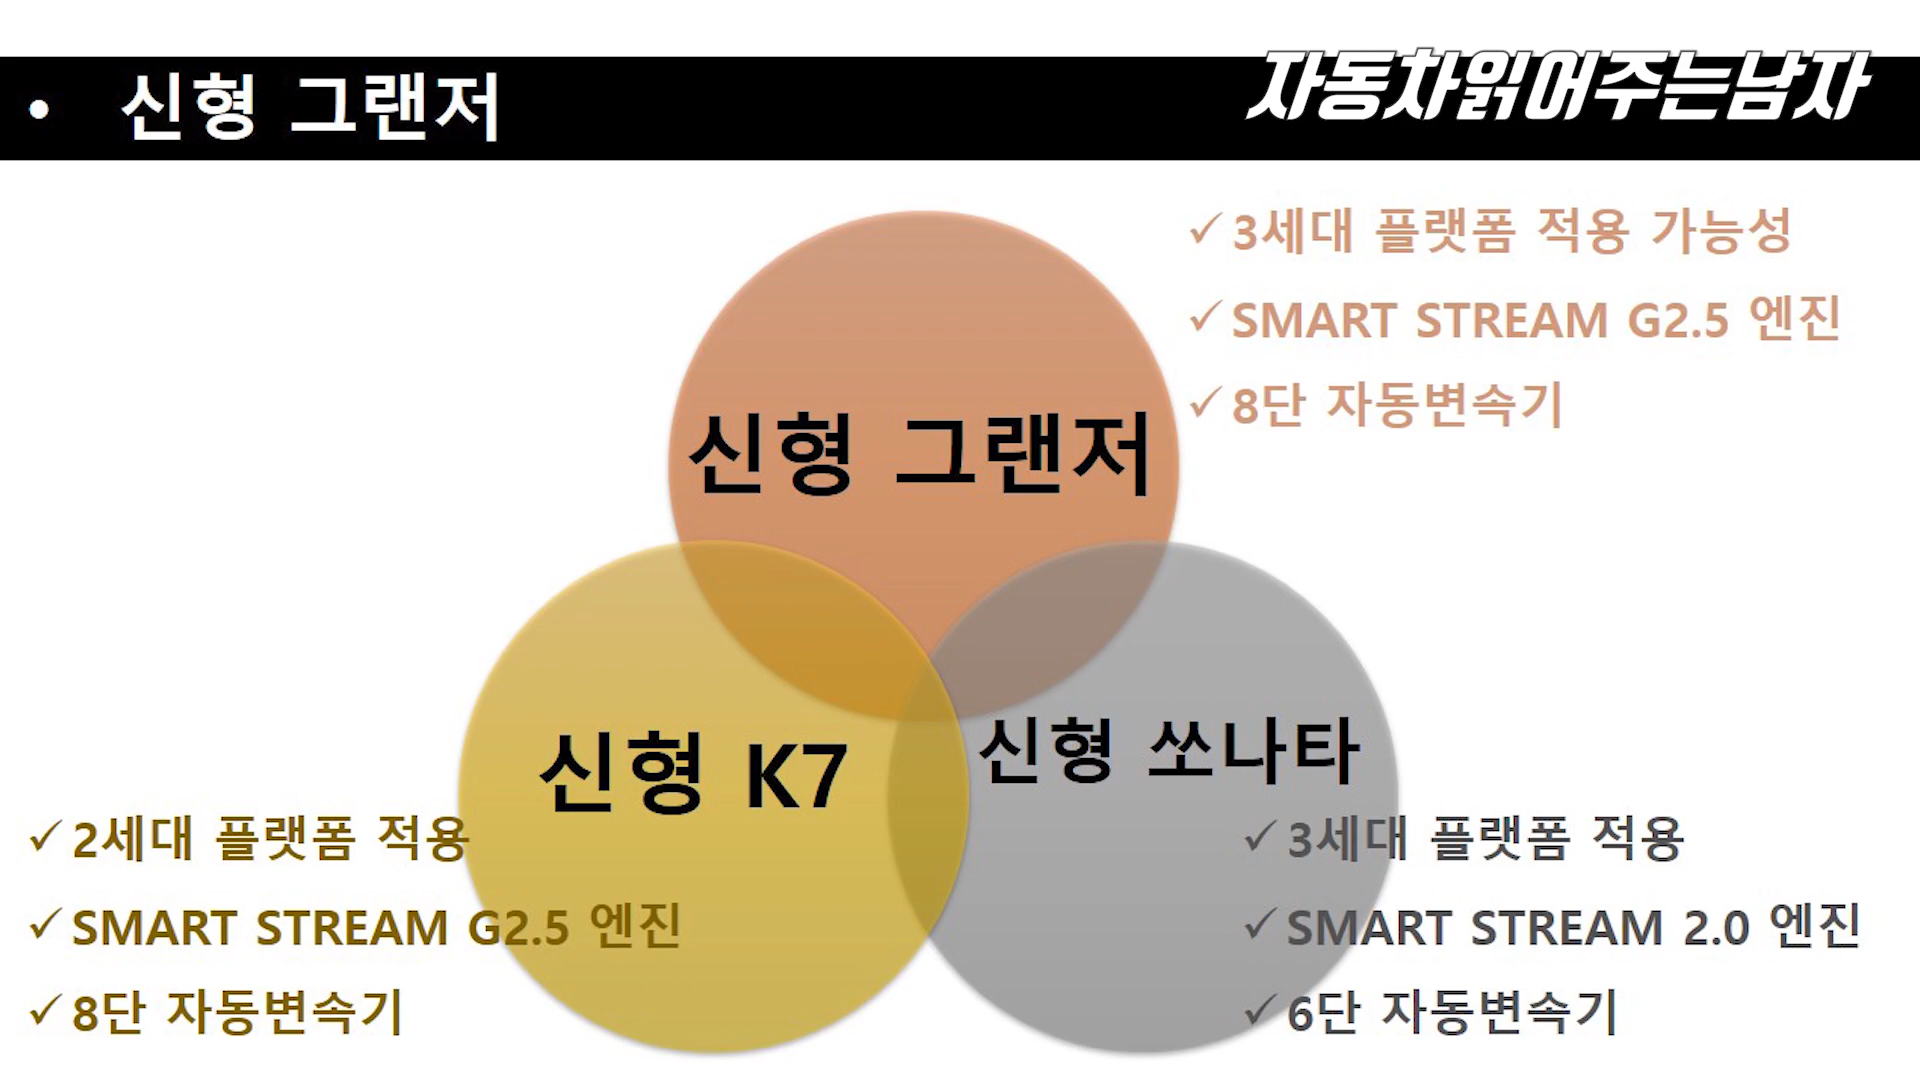 • 신형 그랜저
자동차읽어주는남자
✓ 3세대 플랫폼 적용 가능성
✓ SMART STREAM G2.5 엔진
✓ 8단 자동변속기
신형 그랜저
신형 K7
신형 쏘나타
✓ 2세대 플랫폼 적용
✓ SMART STREAM G2.5 엔진
✓ 8단 자동변속기
✓ 3세대 플랫폼 적용
✓ SMART STREAM 2.0 엔진
✓ 6단 자동변속기